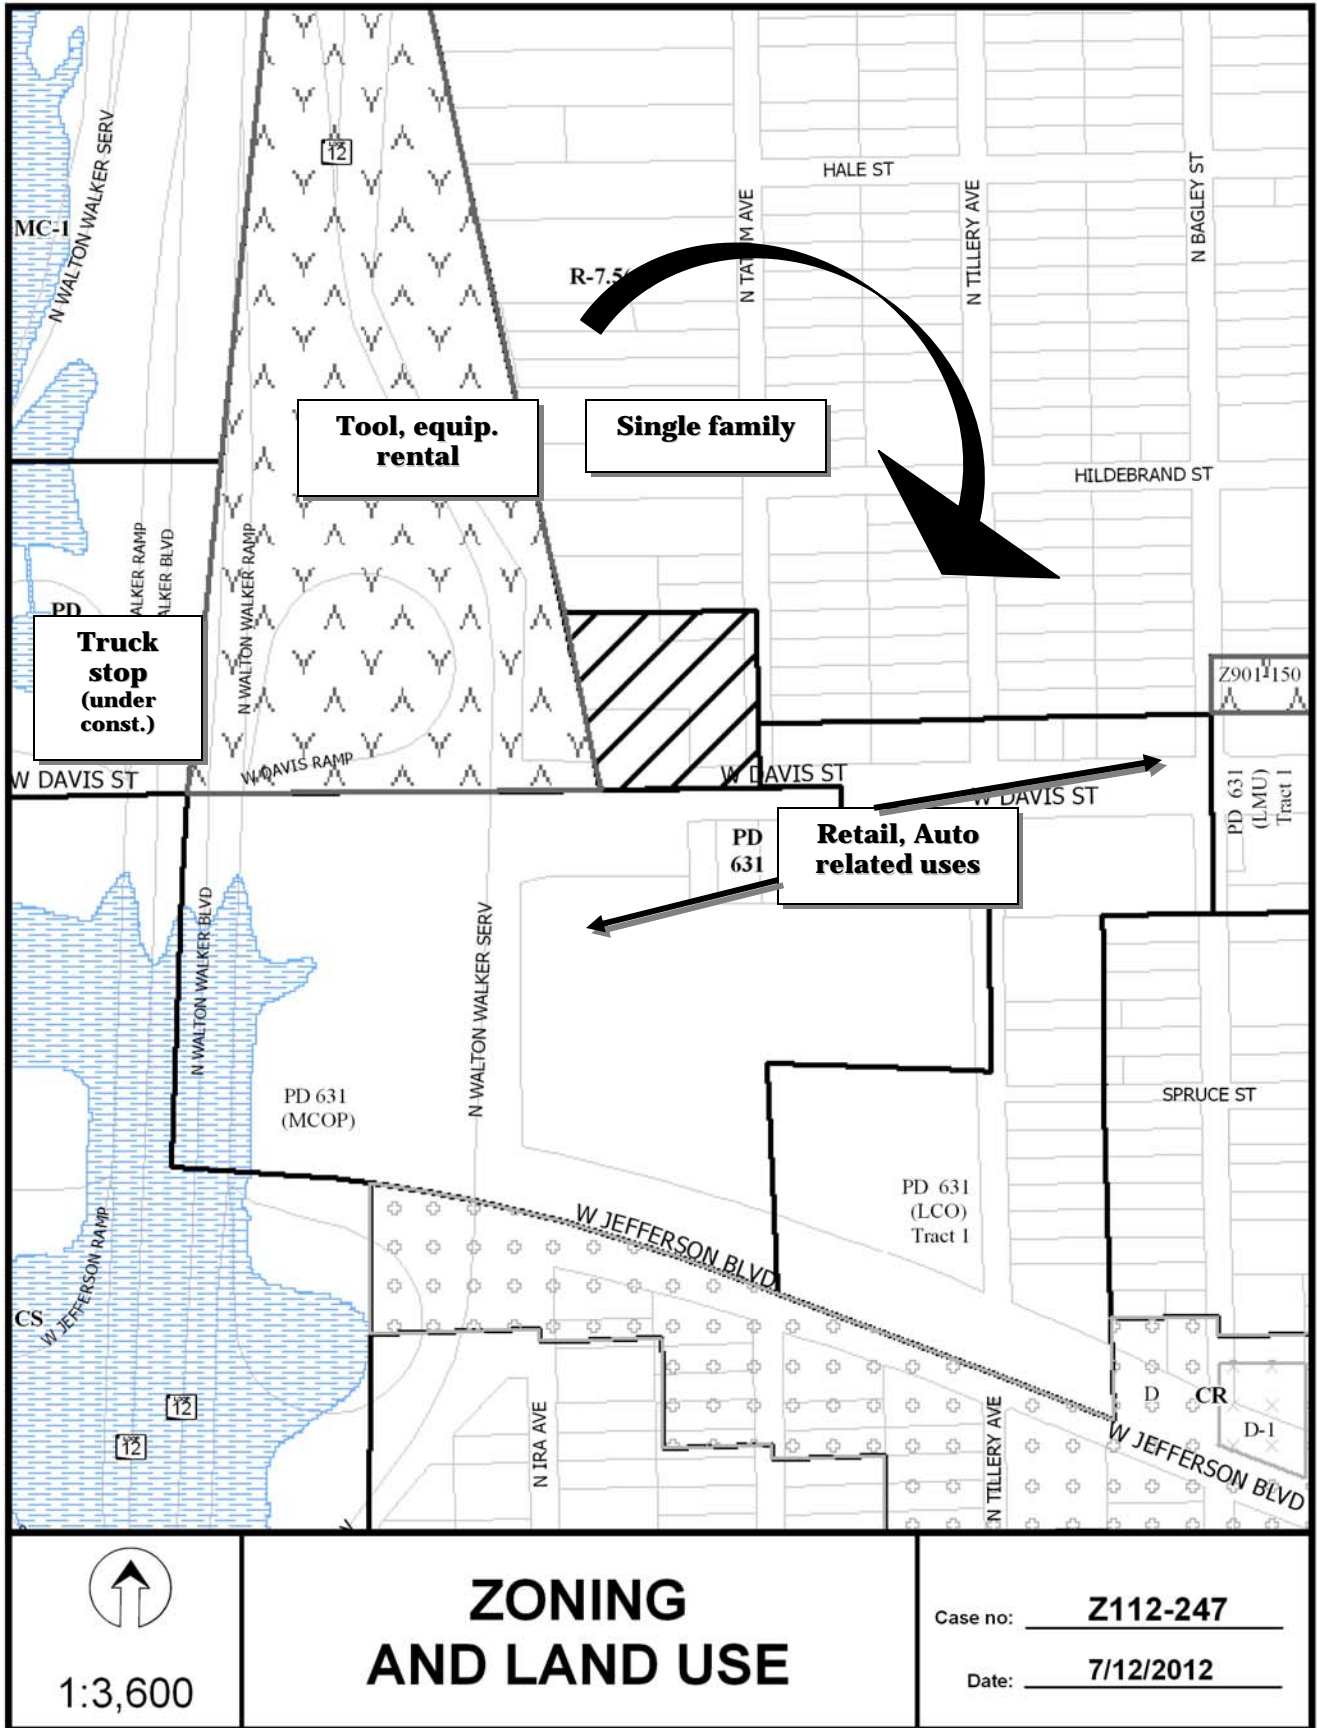 12
HALE ST
N WALTON WALKER SERV
MC-1
N TILLERY AVE
N BAGLEY ST
Tool, equip.
rental
Single family
HILDEBRAND ST
N WALTON WALKER RAMP
PD
Truck
stop
(under
const.)
W DAVIS ST
W DAVIS RAMP
W DAVIS ST
W DAVIS ST
PD 631
(LMU)
Tract 1
PD
631
Retail, Auto
related uses
N WALTON WALKER BLVD
N WALTON WALKER SERV
PD 631
(MCOP)
SPRUCE ST
PD 631
(LCO)
Tract 1
W JEFFERSON BLVD
W JEFFERSON RAMP
CS
12
12
N IRA AVE
N TILLERY AVE
D
CR
D-1
W JEFFERSON BLVD
1:3,600
ZONING
AND LAND USE
Case no: Z112-247
Date: 7/12/2012